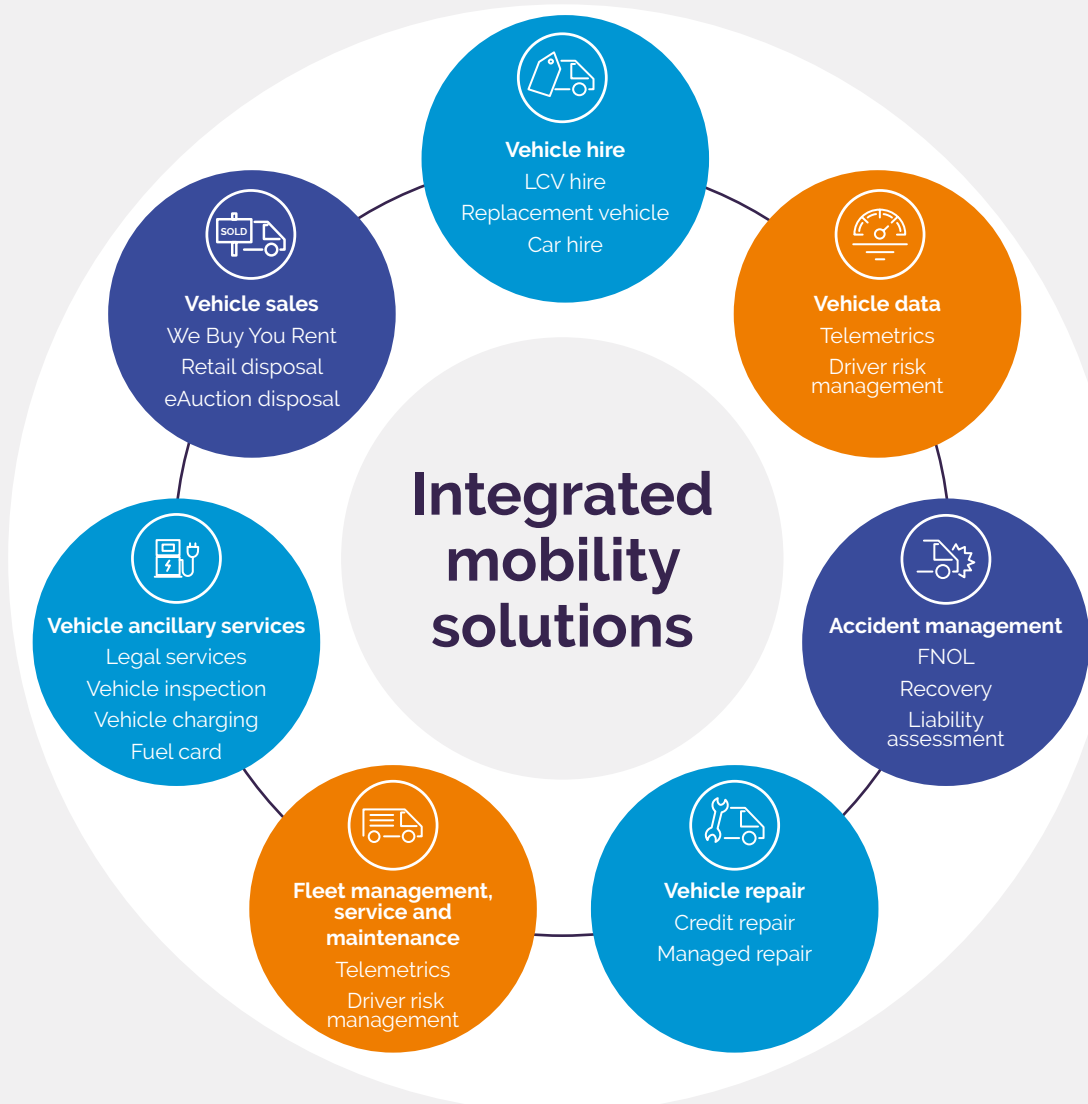 Vehicle hire
LCV hire
Replacement vehicle
Car hire
Vehicle data
Telemetrics
Driver risk
management
Accident management
FNOL
Recovery
Liability
assessment
Vehicle repair
Credit repair
Managed repair
Fleet management,
service and
maintenance
Telemetrics
Driver risk
management
Vehicle ancillary services
Legal services
Vehicle inspection
Vehicle charging
Fuel card
SOLD
Vehicle sales
We Buy You Rent
Retail disposal
eAuction disposal
Integrated
mobility
solutions